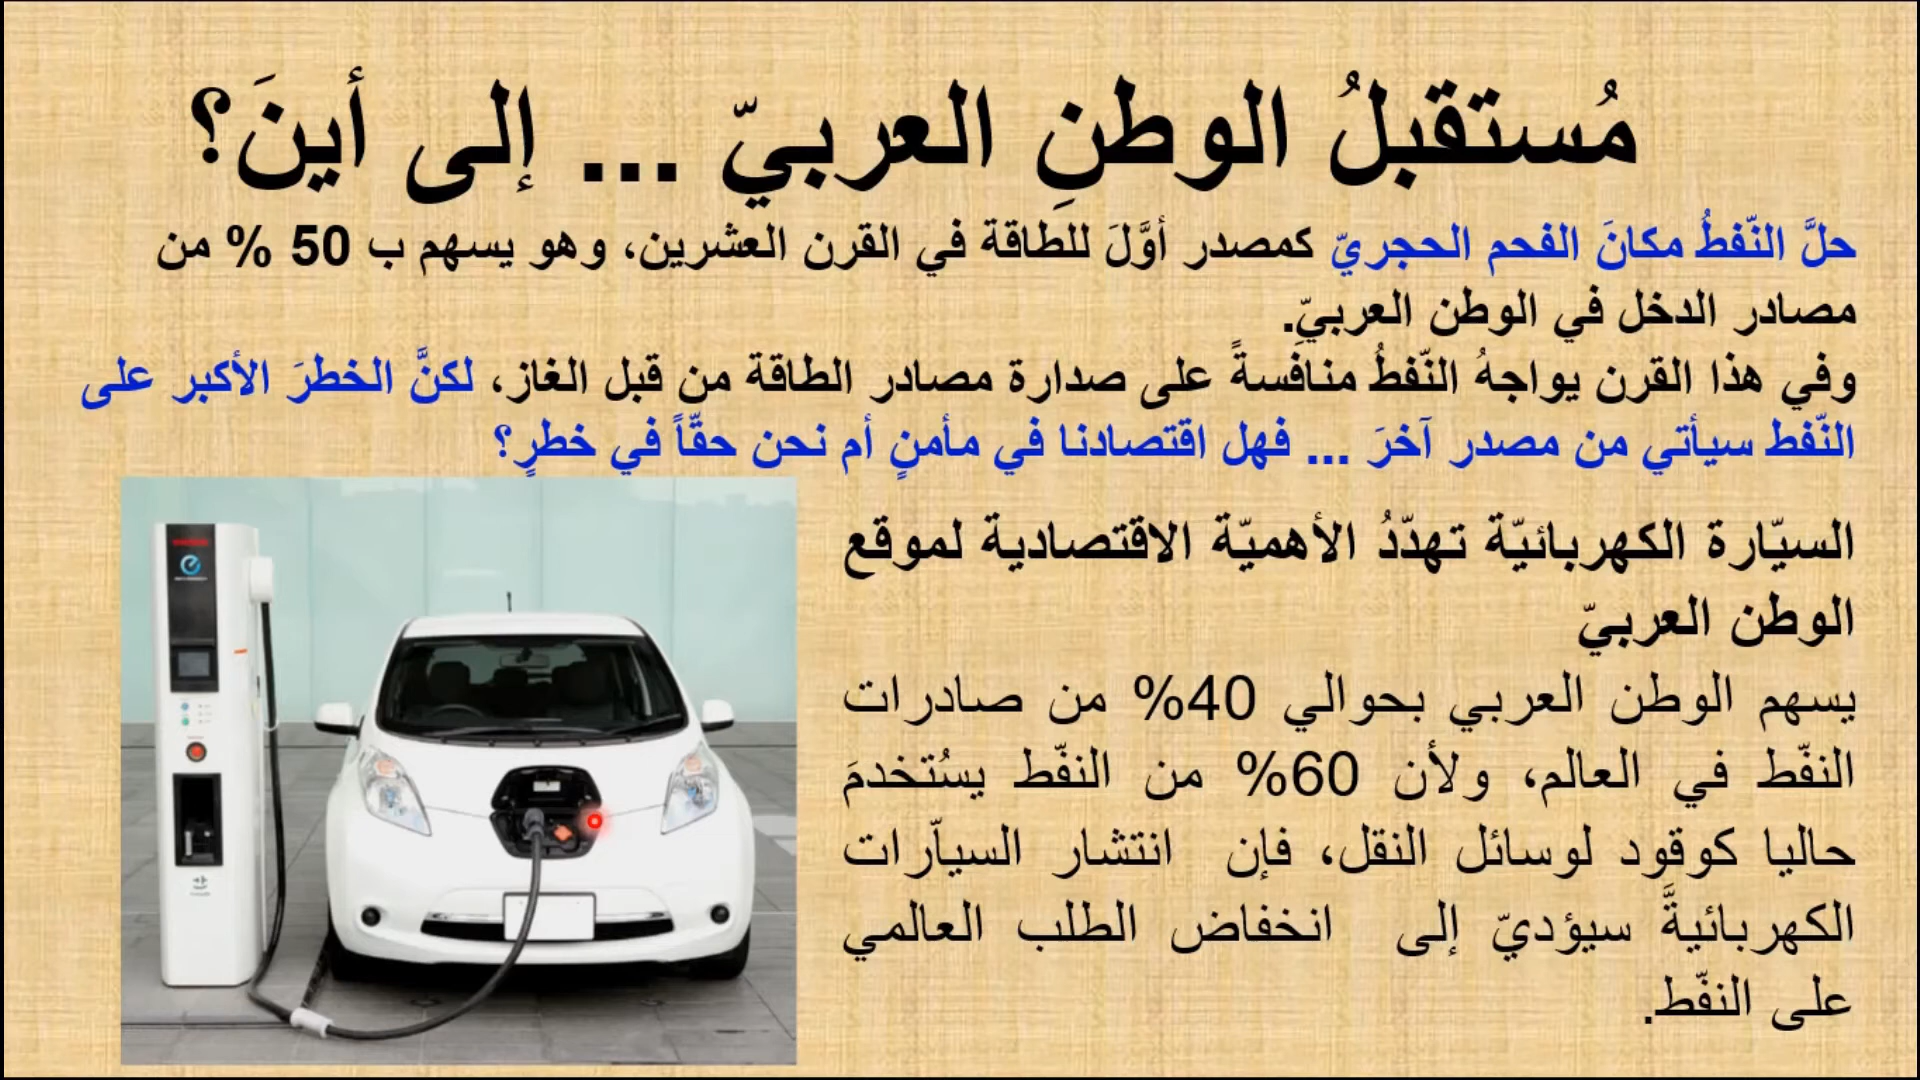 مُستقبلُ الوطنِ العربيّ ... إلى أينَ؟
حلَّ النّفطُ مكانَ الفحم الحجريّ كمصدر أوَّلَ للطاقة في القرن العشرين، وهو يسهم ب 50 % من
مصادر الدخل في الوطن العربيّ.
وفي هذا القرن يواجهُ النّفطُ منافَسةً على صدارة مصادر الطاقة من قبل الغاز، لكنَّ الخطرَ الأكبر على
النّفط سيأتي من مصدر آخرَ ... فهل اقتصادنا في مأمنٍ أم نحن حقّاً في خطرٍ؟
السيّارة الكهربائيّة تهدّدُ الأهميّة الاقتصادية لموقع
الوطن العربيّ
يسهم الوطن العربي بحوالي 40% من صادرات
النفّط في العالم، ولأن 60% من النفّط يسُتخدمَ
حاليا كوقود لوسائل النقل، فإن انتشار السياّرات
الكهربائيةَّ سيؤديّ إلى انخفاض الطلب العالمي
على النفّط.